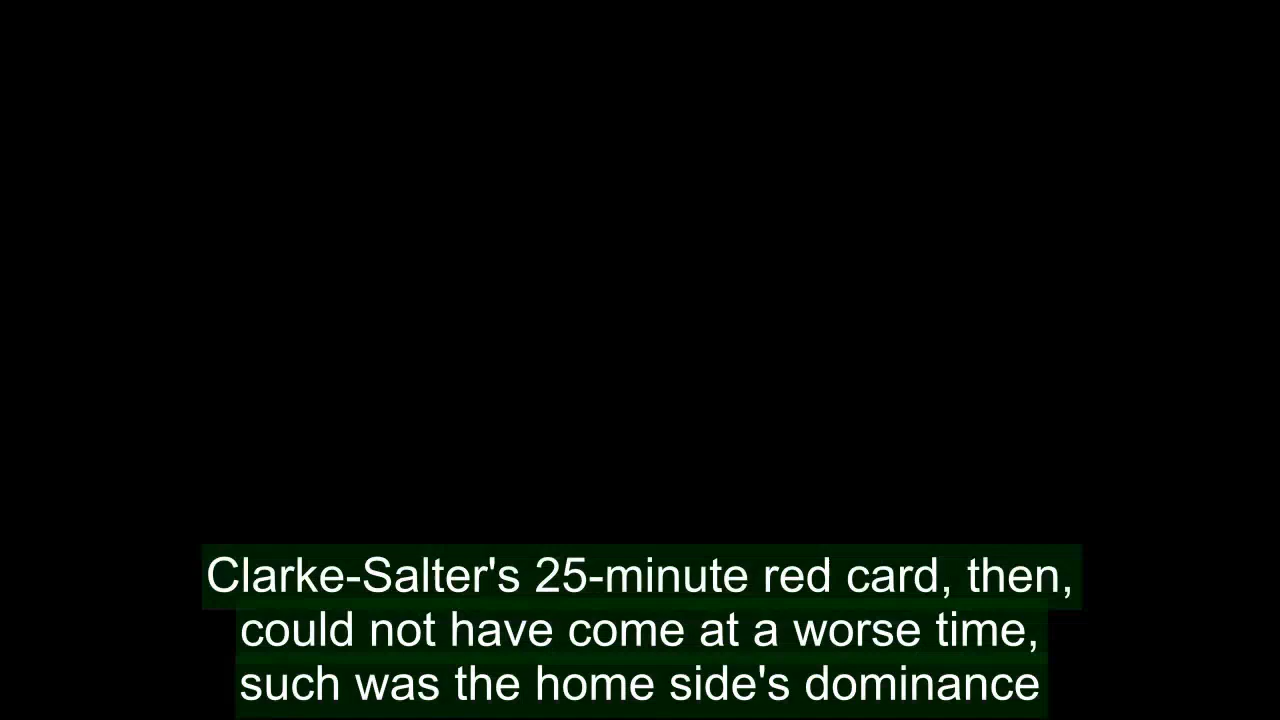 Clarke-Salter's 25-minute red card, then,
could not have come at a worse time,
such was the home side's dominance